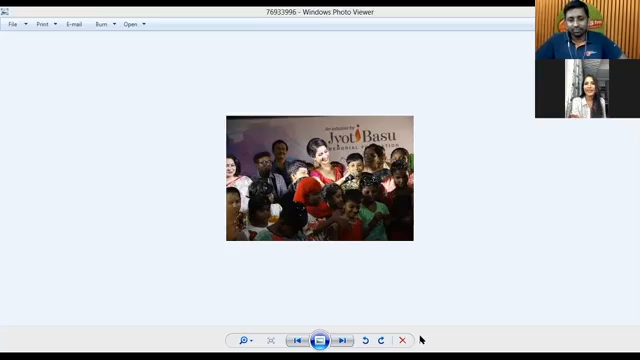 76933996 - Windows Photo Viewer
File Print E-mail Burn Open
An initiative by
Jyoti Basu
MEMORIAL FOUNDATION